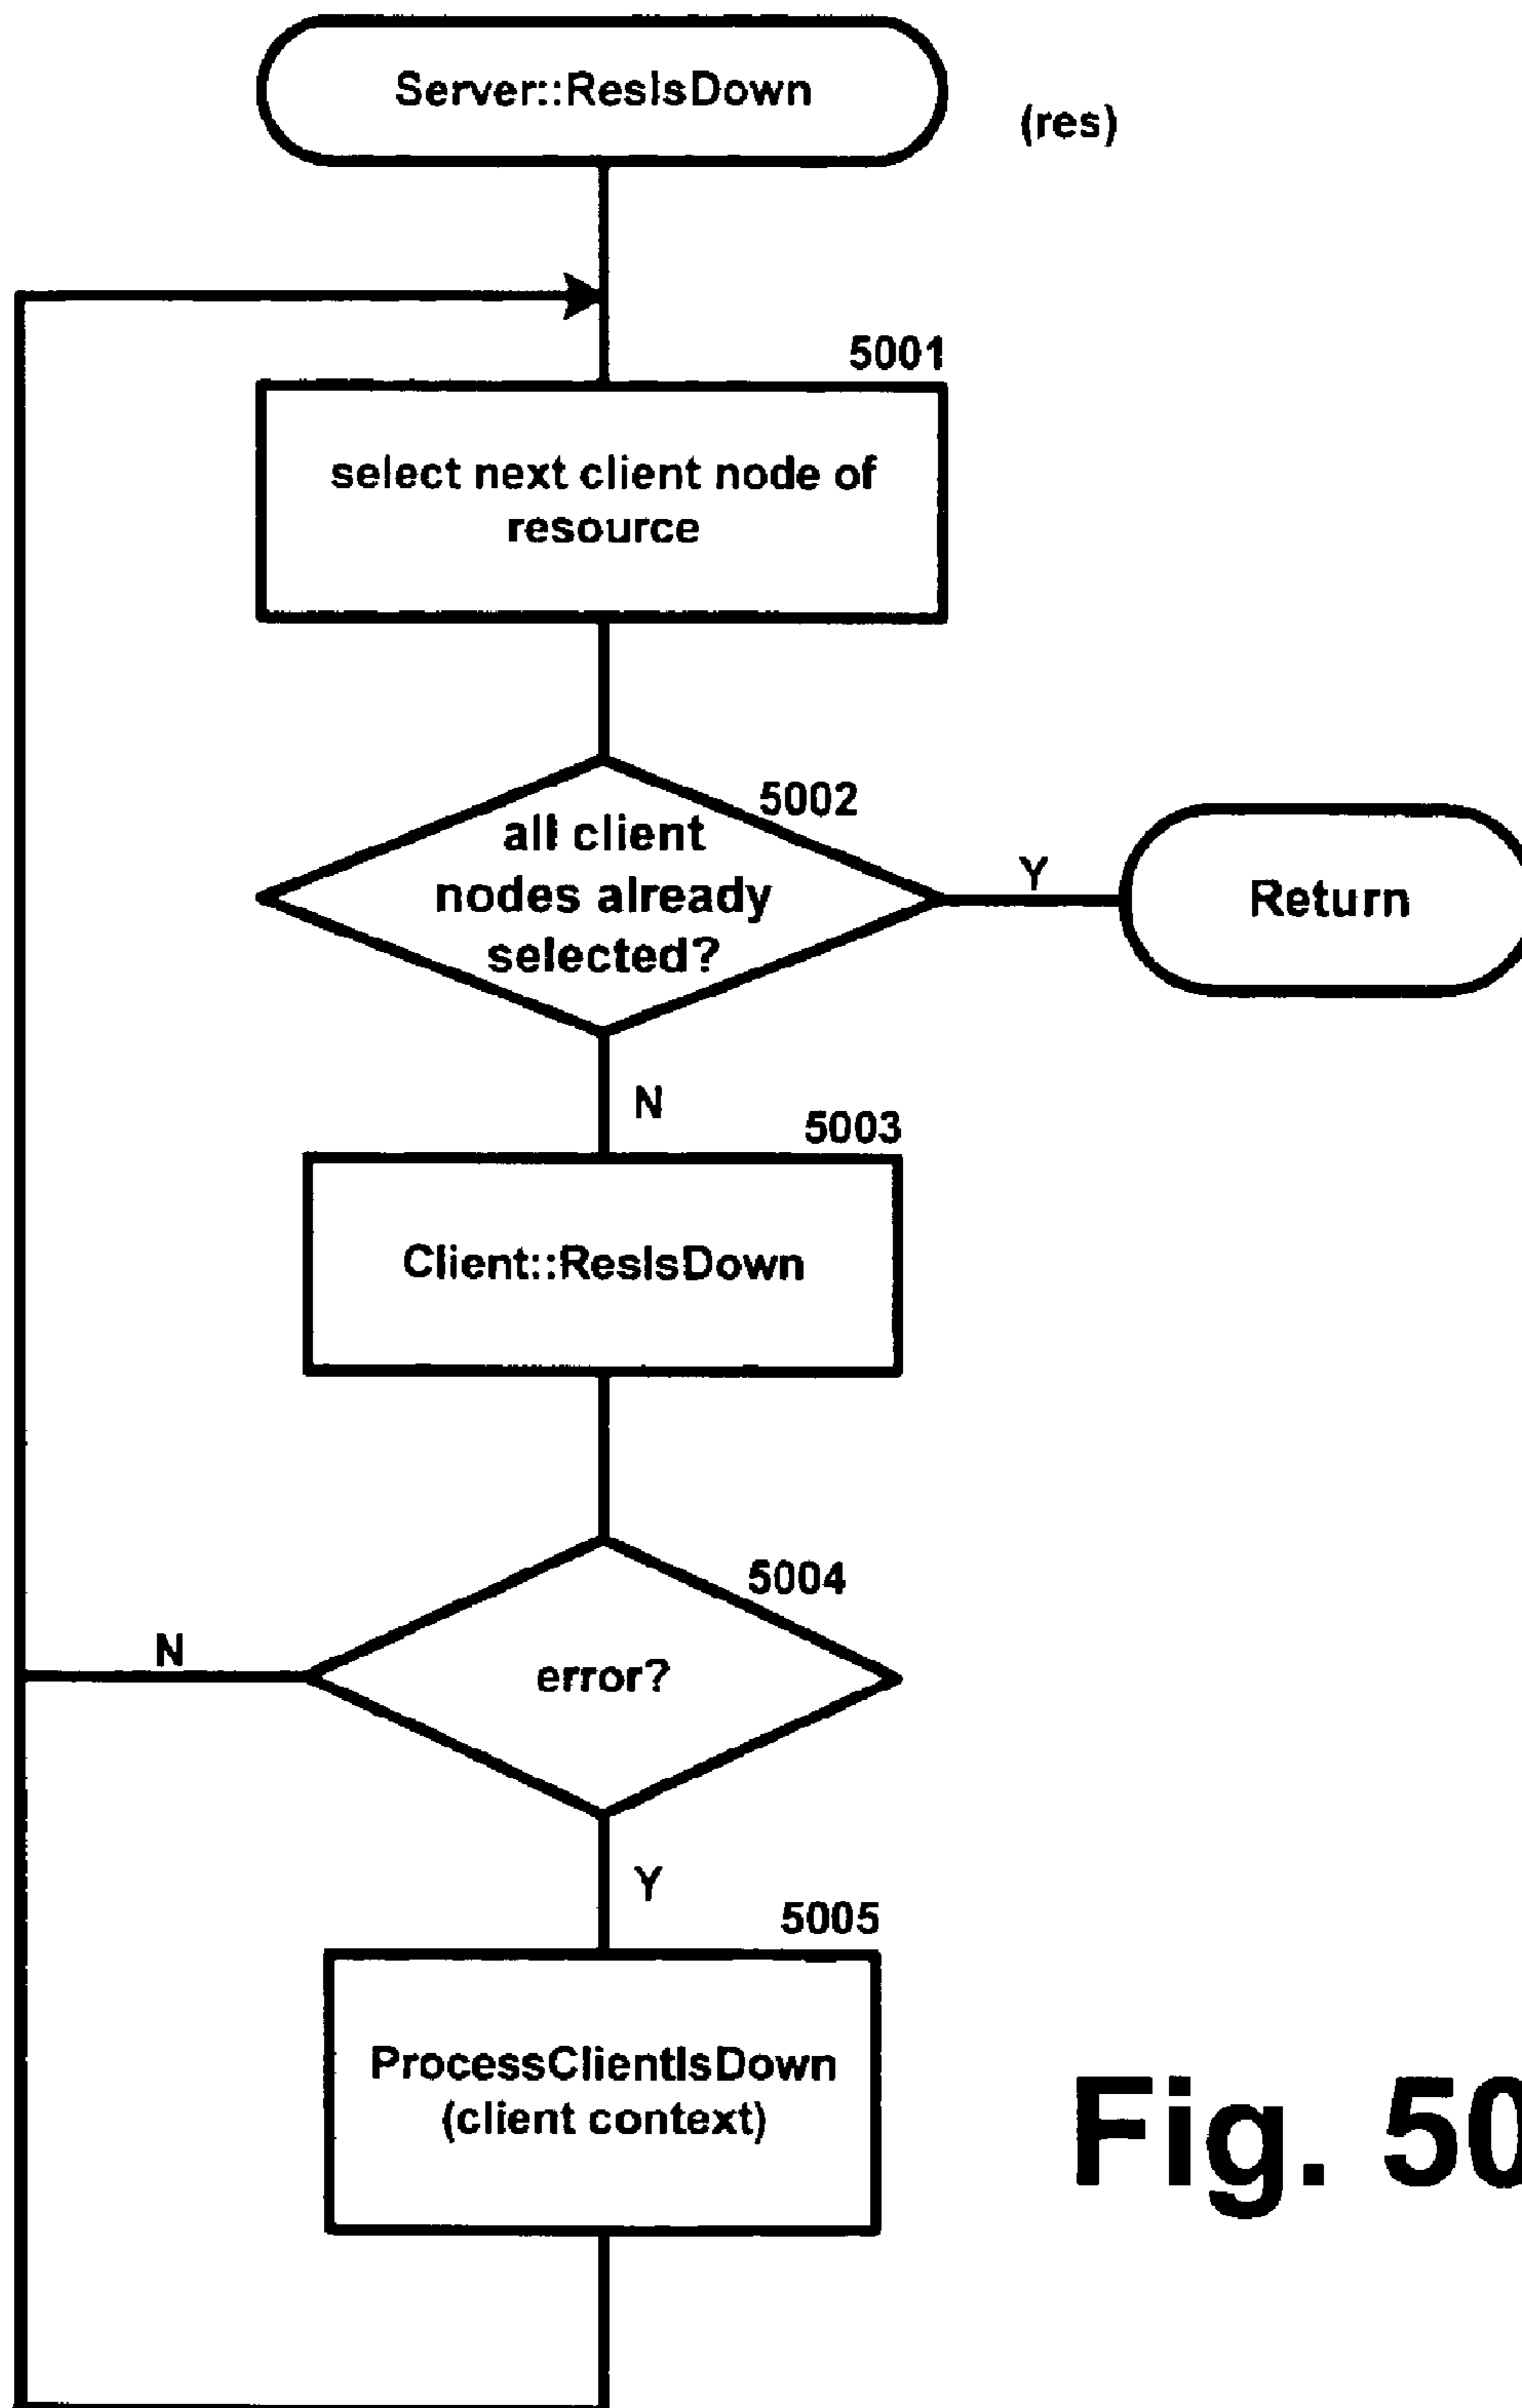 Server::ResIsDown
(res)
5001
select next client node of
resource
5002
all client
nodes already
selected?
Y
Return
N
5003
Client::ResIsDown
5004
error?
N
Y
5005
ProcessClientIsDown
(client context)
Fig. 50